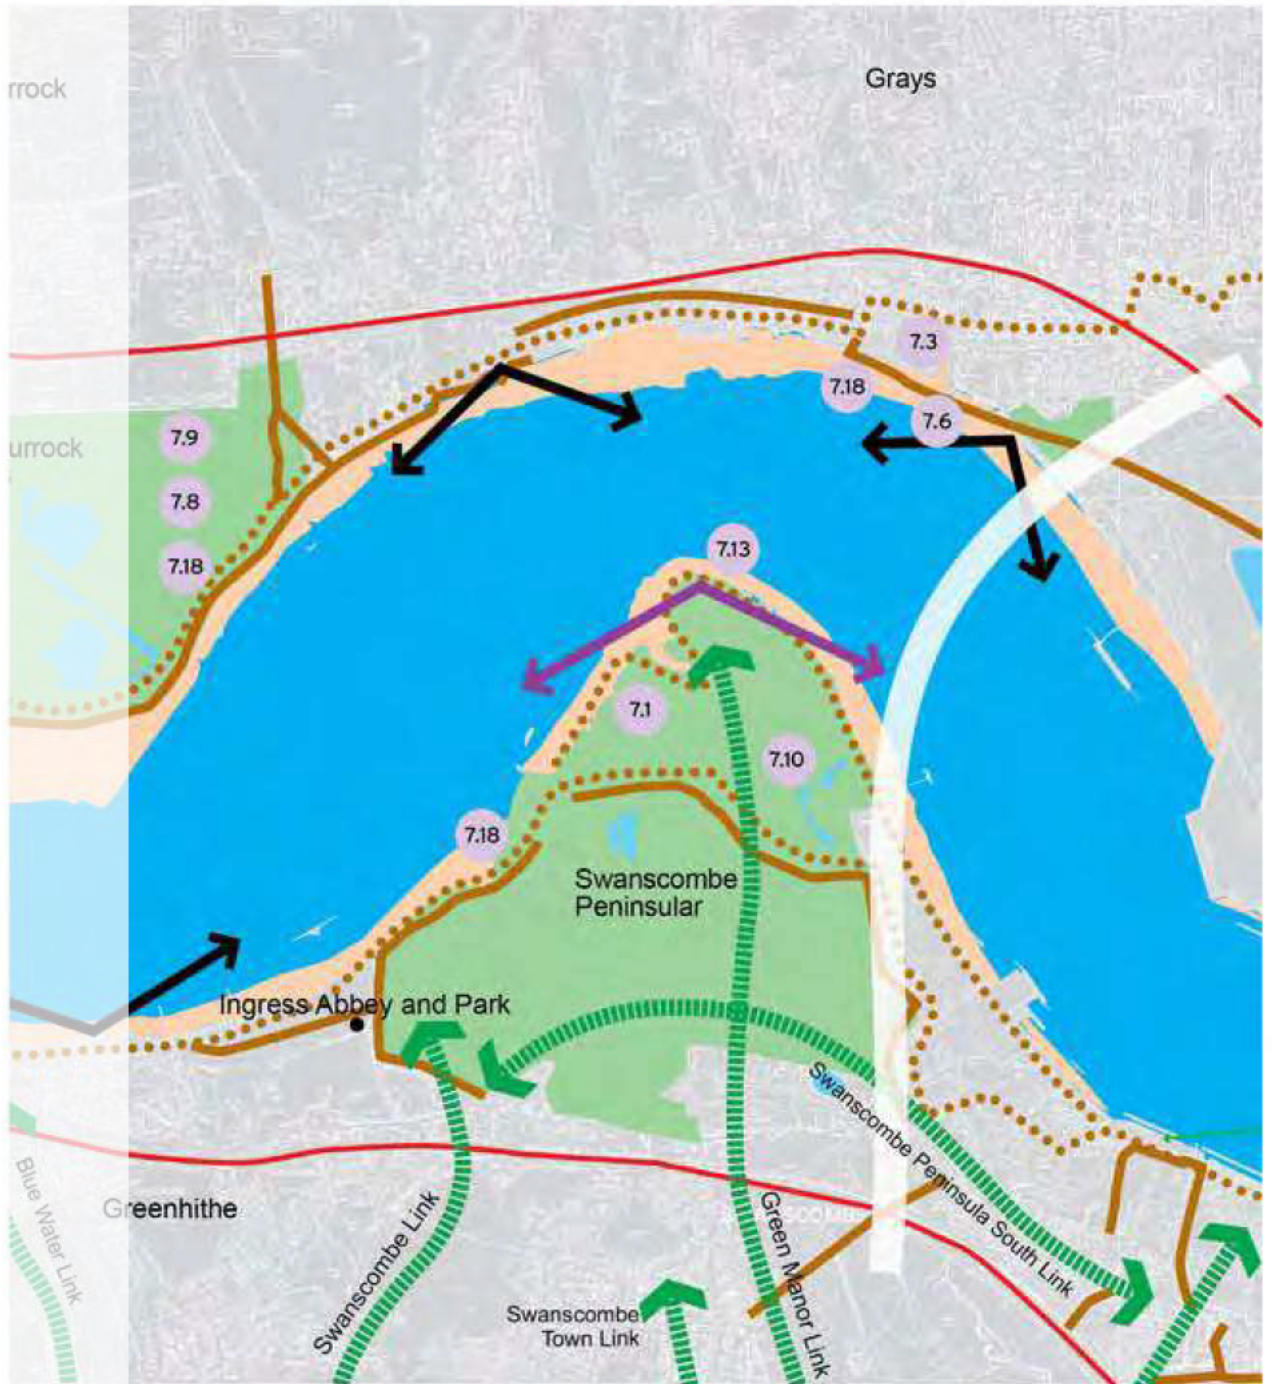 rrock
Grays
7.3
7.18
7.6
7.9
urrock
7.8
7.18
7.13
7.1
7.10
7.18
Swanscombe
Peninsular
Ingress Abbey and Park
Swanscombe Peninsula South Link
Blue Water Link
Greenhithe
Swanscombe Link
Green Manor Link
Swanscombe
Town Link